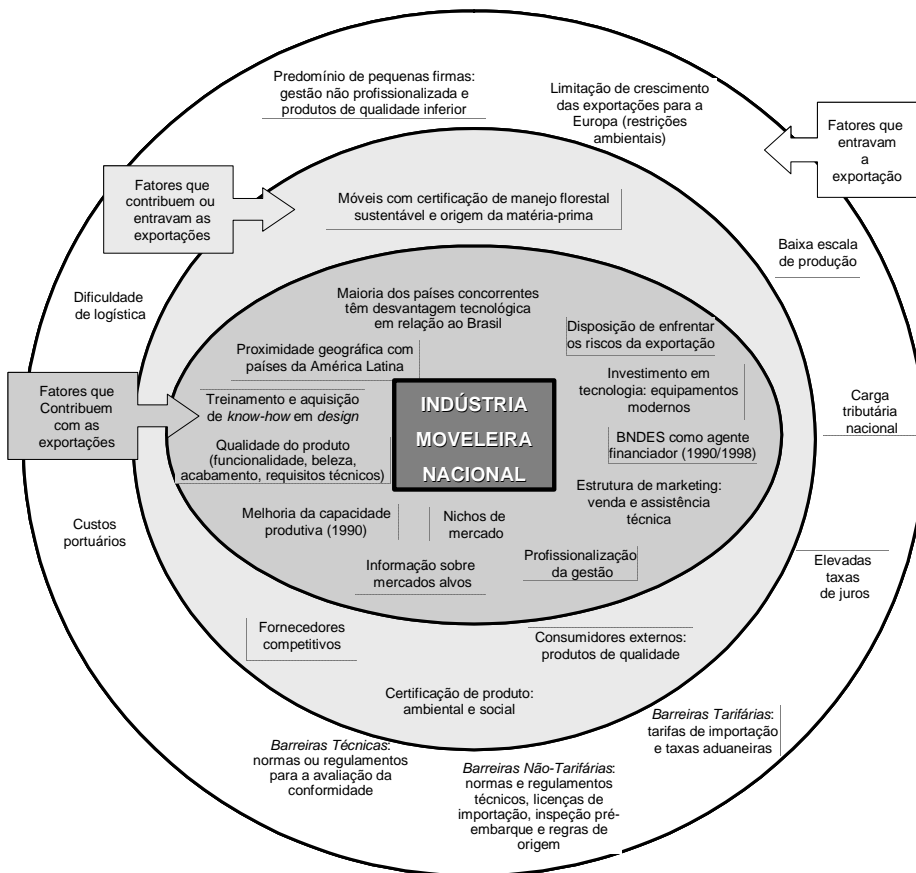 Predomínio de pequenas firmas:
gestão não profissionalizada e
produtos de qualidade inferior
Limitação de crescimento
das exportações para a
Europa (restrições
ambientais)
Fatores que
entravam
a
exportação
Fatores que
contribuem ou
entravam as
exportações
Móveis com certificação de manejo florestal
sustentável e origem da matéria-prima
Baixa escala
de produção
Dificuldade
de logística
Maioria dos países concorrentes
têm desvantagem tecnológica
em relação ao Brasil
Disposição de enfrentar
os riscos da exportação
Proximidade geográfica com
países da América Latina
Investimento em
tecnologia: equipamentos
modernos
Fatores que
Contribuem
com as
exportações
Treinamento e aquisição
de know-how em design
INDÚSTRIA
MOVELEIRA
NACIONAL
Carga
tributária
nacional
Qualidade do produto
(funcionalidade, beleza,
acabamento, requisitos técnicos)
BNDES como agente
financiador (1990/1998)
Estrutura de marketing:
venda e assistência
técnica
Custos
portuários
Melhoria da capacidade
produtiva (1990)
Nichos de
mercado
Informação sobre
mercados alvos
Profissionalização
da gestão
Elevadas
taxas
de juros
Fornecedores
competitivos
Consumidores externos:
produtos de qualidade
Certificação de produto:
ambiental e social
Barreiras Tarifárias:
tarifas de importação
e taxas aduaneiras
Barreiras Técnicas:
normas ou regulamentos
para a avaliação da
conformidade
Barreiras Não-Tarifárias:
normas e regulamentos
técnicos, licenças de
importação, inspeção pré-
embarque e regras de
origem